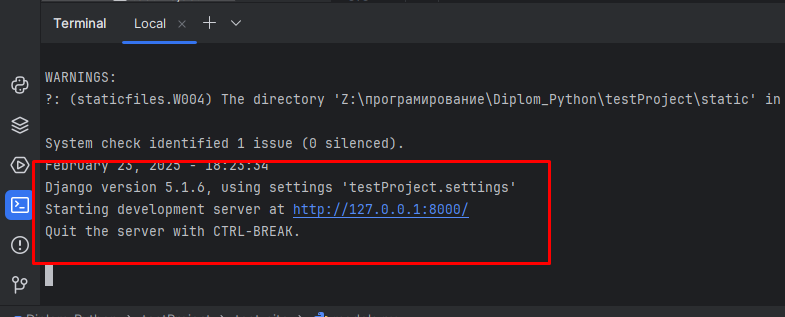 Terminal Local
WARNINGS:
?: (staticfiles.W004) The directory 'Z:\програмирование\Diplom_Python\testProject\static' in
System check identified 1 issue (0 silenced).
February 23, 2025 - 18:23:34
Django version 5.1.6, using settings 'testProject.settings'
Starting development server at http://127.0.0.1:8000/
Quit the server with CTRL-BREAK.